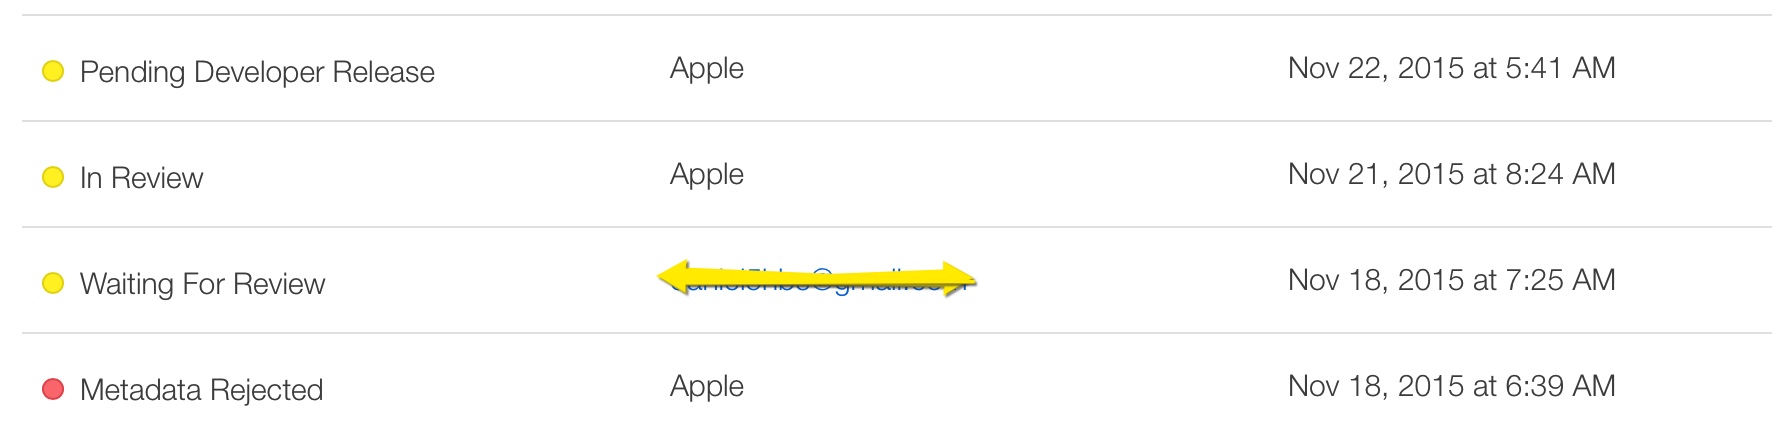 Pending Developer Release Apple Nov 22, 2015 at 5:41 AM
In Review Apple Nov 21, 2015 at 8:24 AM
Waiting For Review Nov 18, 2015 at 7:25 AM
Metadata Rejected Apple Nov 18, 2015 at 6:39 AM